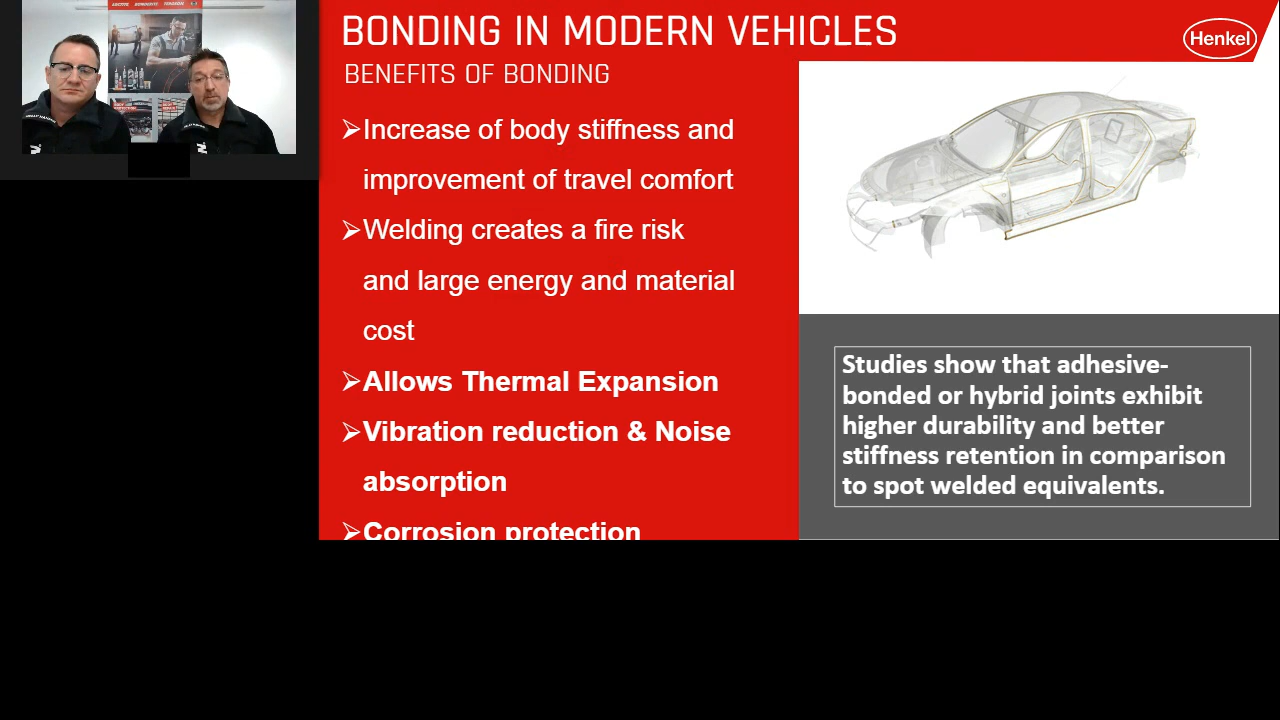 BONDING IN MODERN VEHICLES
Henkel
BENEFITS OF BONDING
➢Increase of body stiffness and
improvement of travel comfort
➢Welding creates a fire risk
and large energy and material
cost
➢Allows Thermal Expansion
➢Vibration reduction & Noise
absorption
➢Corrosion protection
Studies show that adhesive-
bonded or hybrid joints exhibit
higher durability and better
stiffness retention in comparison
to spot welded equivalents.